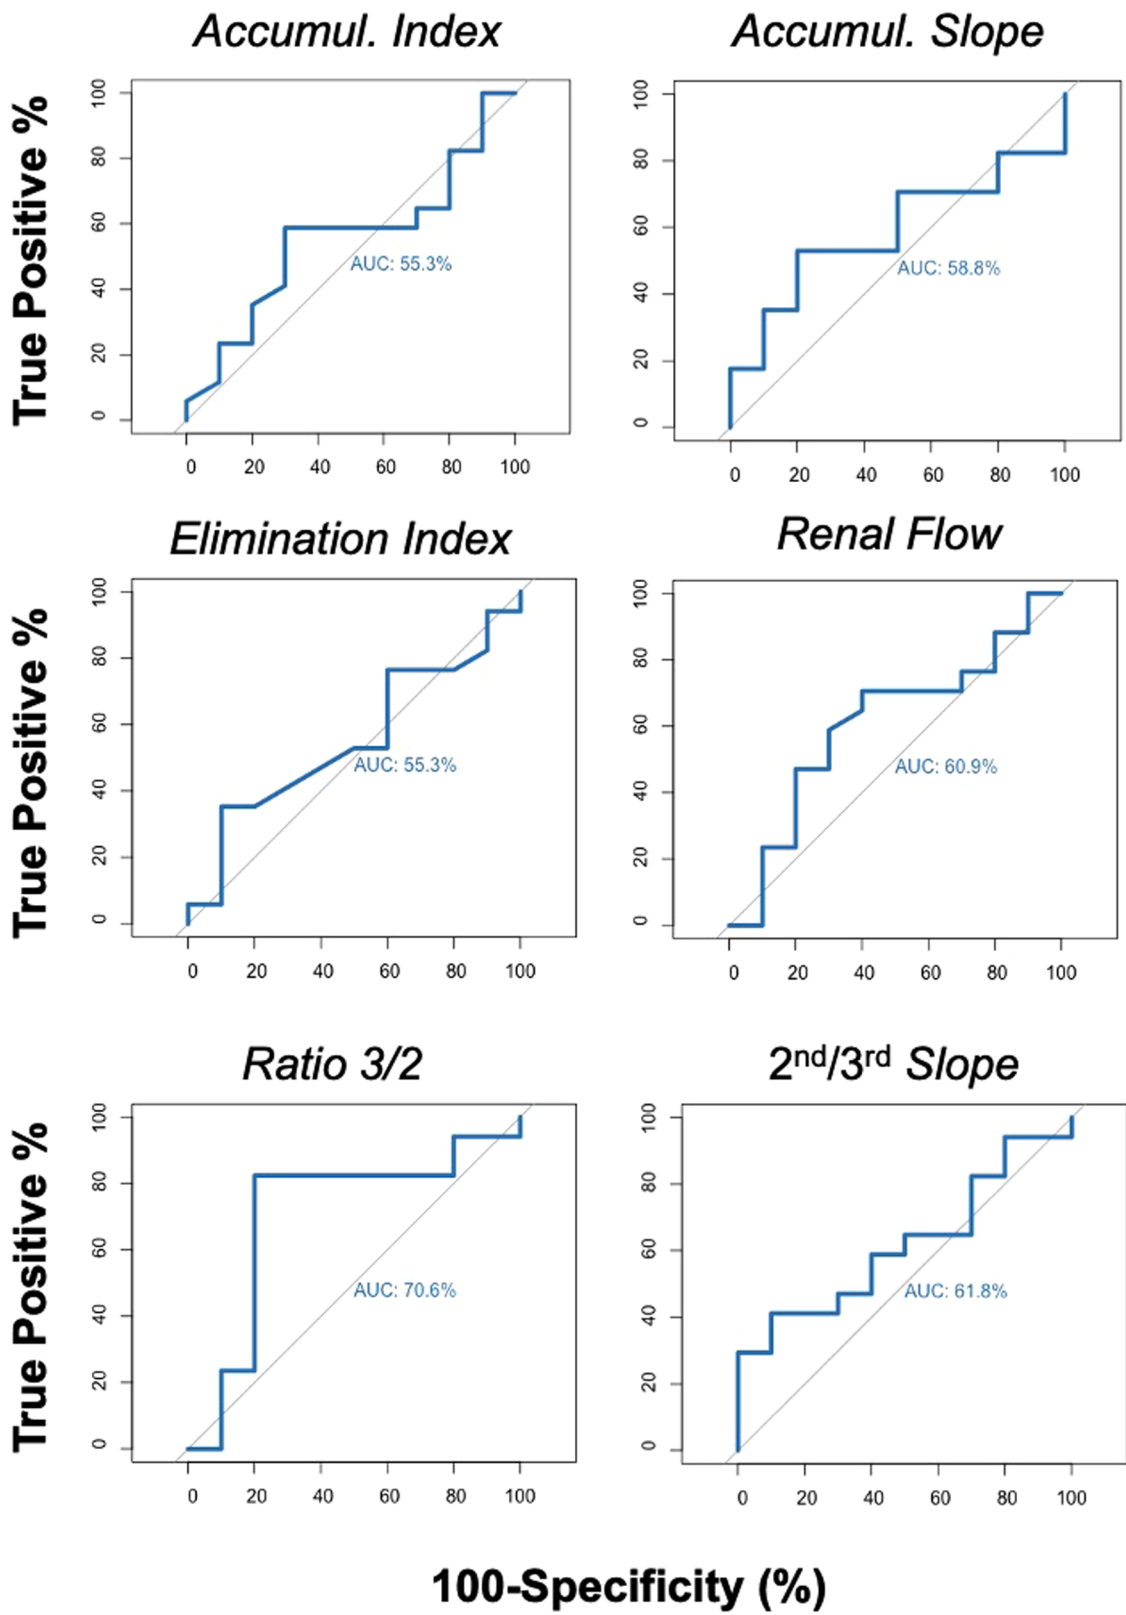 Accumul. Index
Accumul. Slope
True Positive %
100
80
60
40
20
0
AUC: 55.3%
0 20 40 60 80 100
100
80
60
40
20
0
AUC: 58.8%
0 20 40 60 80 100
Elimination Index
Renal Flow
True Positive %
100
80
60
40
20
0
AUC: 55.3%
0 20 40 60 80 100
100
80
60
40
20
0
AUC: 60.9%
0 20 40 60 80 100
Ratio 3/2
2nd/3rd Slope
True Positive %
100
80
60
40
20
0
AUC: 70.6%
0 20 40 60 80 100
100
80
60
40
20
0
AUC: 61.8%
0 20 40 60 80 100
100-Specificity (%)